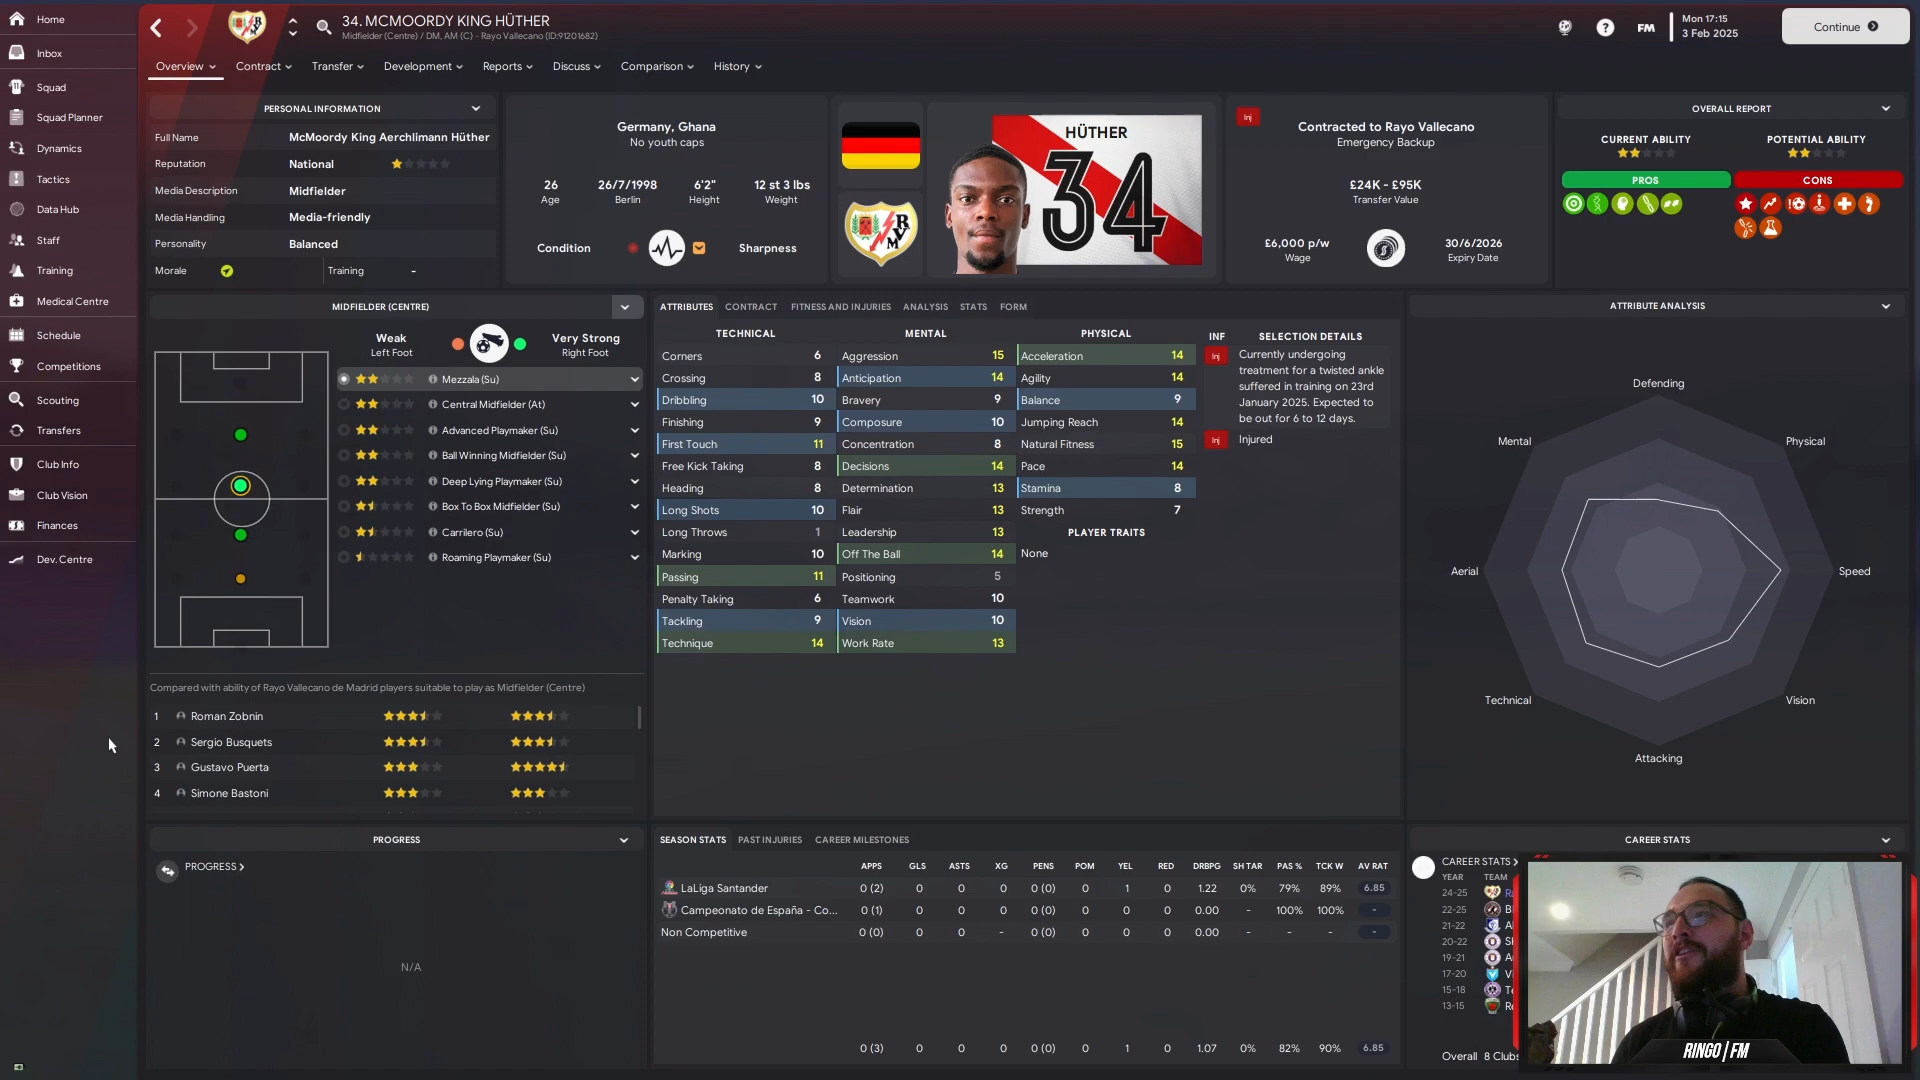 Home
Inbox
Squad
Squad Planner
Dynamics
Tactics
Data Hub
Staff
Training
Medical Centre
Schedule
Competitions
Scouting
Transfers
Club Info
Club Vision
Finances
Dev. Centre
34. MCMOORDY KING HÜTHER
Midfielder (Centre) / DM, AM (C) - Rayo Vallecano (ID:91201682)
FM
Mon 17:15
3 Feb 2025
Continue
Overview Contract Transfer Development Reports Discuss Comparison History
PERSONAL INFORMATION
Full Name McMoordy King Aerchlimann Hüther
Reputation National
Media Description Midfielder
Media Handling Media-friendly
Personality Balanced
Morale Training -
Germany, Ghana
No youth caps
26 26/7/1998 6'2" 12 st 3 lbs
Age Berlin Height Weight
Condition Sharpness
HÜTHER
34
Inj
Contracted to Rayo Vallecano
Emergency Backup
£24K - £95K
Transfer Value
£6,000 p/w 30/6/2026
Wage Expiry Date
OVERALL REPORT
CURRENT ABILITY POTENTIAL ABILITY
PROS CONS
MIDFIELDER (CENTRE)
Weak Very Strong
Left Foot Right Foot
Mezzala (Su)
Central Midfielder (At)
Advanced Playmaker (Su)
Ball Winning Midfielder (Su)
Deep Lying Playmaker (Su)
Box To Box Midfielder (Su)
Carrilero (Su)
Roaming Playmaker (Su)
Compared with ability of Rayo Vallecano de Madrid players suitable to play as Midfielder (Centre)
1 Roman Zobnin
2 Sergio Busquets
3 Gustavo Puerta
4 Simone Bastoni
ATTRIBUTES CONTRACT FITNESS AND INJURIES ANALYSIS STATS FORM
TECHNICAL MENTAL PHYSICAL
Corners 6 Aggression 15 Acceleration 14
Crossing 8 Anticipation 14 Agility 14
Dribbling 10 Bravery 9 Balance 9
Finishing 9 Composure 10 Jumping Reach 14
First Touch 11 Concentration 8 Natural Fitness 15
Free Kick Taking 8 Decisions 14 Pace 14
Heading 8 Determination 13 Stamina 8
Long Shots 10 Flair 13 Strength 7
Long Throws 1 Leadership 13 PLAYER TRAITS
Marking 10 Off The Ball 14 None
Passing 11 Positioning 5
Penalty Taking 6 Teamwork 10
Tackling 9 Vision 10
Technique 14 Work Rate 13
INF SELECTION DETAILS
Inj Currently undergoing
treatment for a twisted ankle
suffered in training on 23rd
January 2025. Expected to
be out for 6 to 12 days.
Inj Injured
ATTRIBUTE ANALYSIS
Defending
Mental Physical
Aerial Speed
Technical Vision
Attacking
PROGRESS
PROGRESS
N/A
SEASON STATS PAST INJURIES CAREER MILESTONES
APPS GLS ASTS XG PENS POM YEL RED DRBPG SH TAR PAS % TCK W AV RAT
LaLiga Santander 0 (2) 0 0 0 0 (0) 0 1 0 1.22 0% 79% 89% 6.85
Campeonato de España - Co... 0 (1) 0 0 0 0 (0) 0 0 0 0.00 - 100% 100% -
Non Competitive 0 (0) 0 0 - 0 (0) 0 0 0 0.00 - - - -
0 (3) 0 0 0 0 (0) 0 1 0 1.07 0% 82% 90% 6.85
CAREER STATS
CAREER STATS
YEAR TEAM
24-25
22-25
21-22
20-22
19-21
17-20
15-18
13-15
Overall 8 Clubs
RINGO|FM